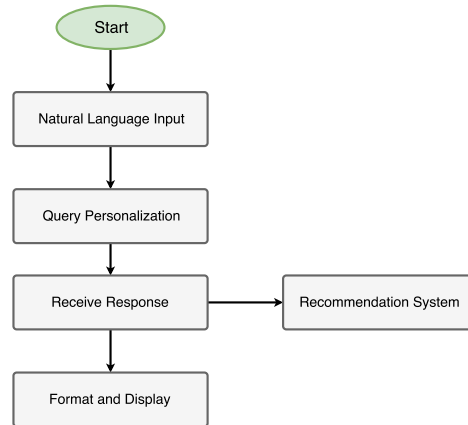 Start
Natural Language Input
Query Personalization
Receive Response
Recommendation System
Format and Display